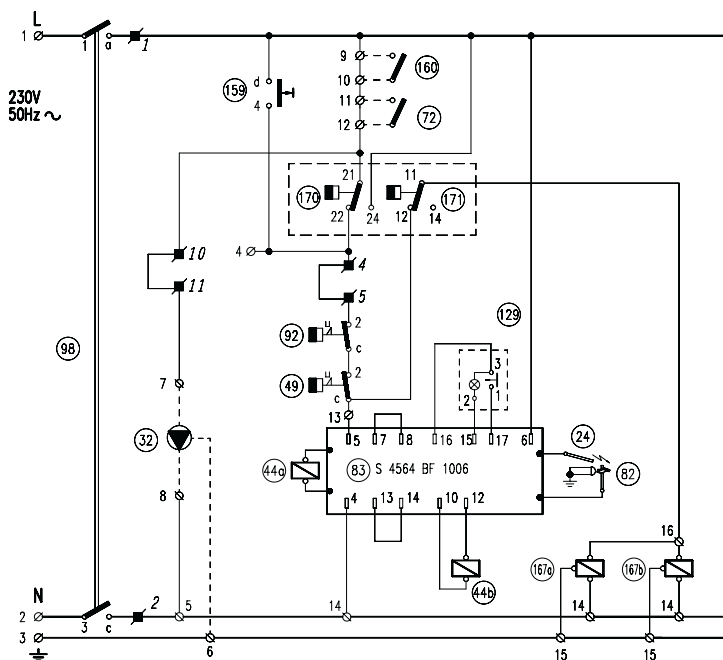 L
1 1 a 1
9
d 159 10 160
230V 4 11 72
50Hz 12
21 11
170 171
22 24 12 14
4
10 4
11 5
92 2 129
98 c
49 2 3
7 c 2 1
13
32 5 7 8 16 15 17 6 24
44a 83 S 4564 BF 1006 82
8 4 13 14 10 12
16
44b 167a 167b
N
2 3 c 2 5 14 14 14
3 6 15 15